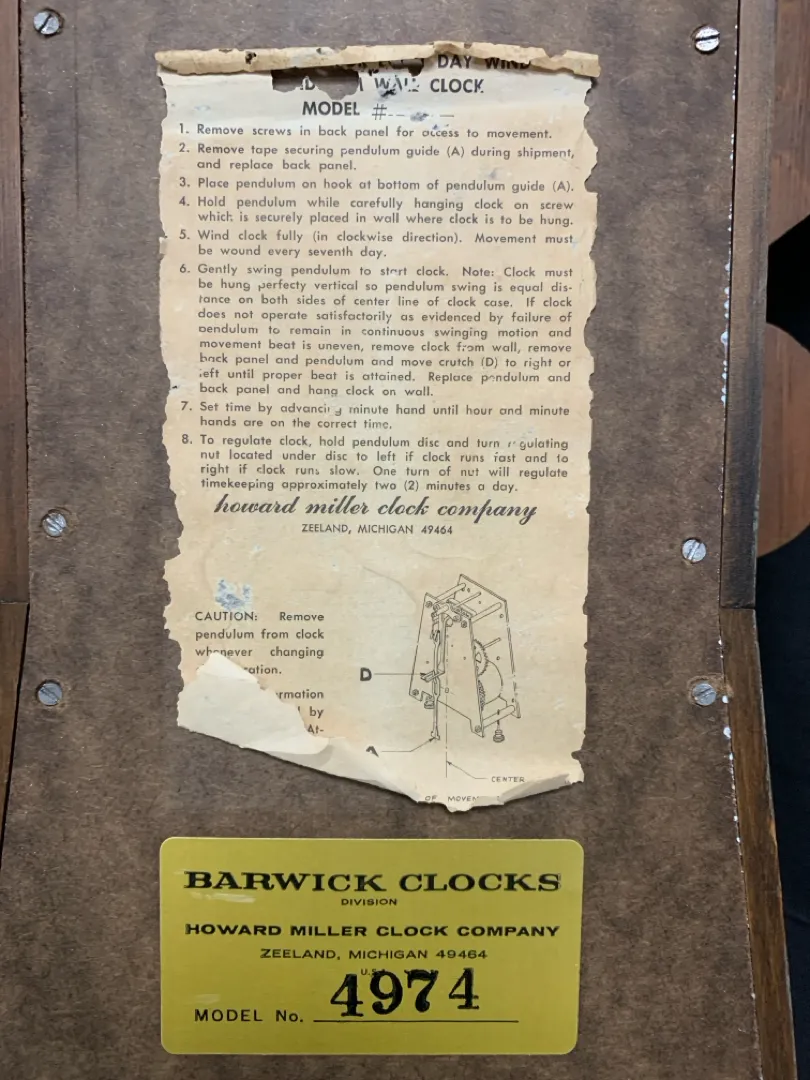 DAY WIND
WALL CLOCK
MODEL #
1. Remove screws in back panel for access to movement.
2. Remove tape securing pendulum guide (A) during shipment,
and replace back panel.
3. Place pendulum on hook at bottom of pendulum guide (A).
4. Hold pendulum while carefully hanging clock on screw
which is securely placed in wall where clock is to be hung.
5. Wind clock fully (in clockwise direction). Movement must
be wound every seventh day.
6. Gently swing pendulum to start clock. Note: Clock must
be hung perfecty vertical so pendulum swing is equal dis-
tance on both sides of center line of clock case. If clock
does not operate satisfactorily as evidenced by failure of
pendulum to remain in continuous swinging motion and
movement beat is uneven, remove clock from wall, remove
back panel and pendulum and move crutch (D) to right or
left until proper beat is attained. Replace pendulum and
back panel and hang clock on wall.
7. Set time by advancing minute hand until hour and minute
hands are on the correct time.
8. To regulate clock, hold pendulum disc and turn regulating
nut located under disc to left if clock runs fast and to
right if clock runs slow. One turn of nut will regulate
timekeeping approximately two (2) minutes a day.
howard miller clock company
ZEELAND, MICHIGAN 49464
CAUTION: Remove
pendulum from clock
whenever changing
D
by
At-
A
CENTER
OF
BARWICK CLOCKS
DIVISION
HOWARD MILLER CLOCK COMPANY
ZEELAND, MICHIGAN 49464
4974
MODEL No.